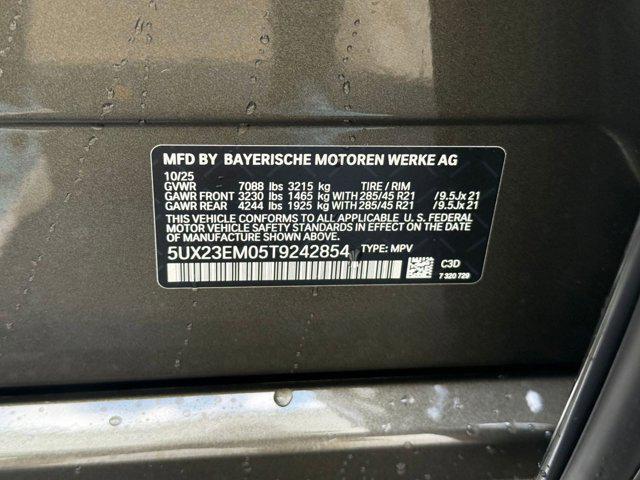 MFD BY BAYERISCHE MOTOREN WERKE AG
10/25
GVWR 7088 lbs 3215 kg TIRE / RIM
GAWR FRONT 3230 lbs 1465 kg WITH 285/45 R21 /9.5Jx 21
GAWR REAR 4244 lbs 1925 kg WITH 285/45 R21 /9.5Jx 21
THIS VEHICLE CONFORMS TO ALL APPLICABLE U. S. FEDERAL
MOTOR VEHICLE SAFETY STANDARDS IN EFFECT ON THE DATE
OF MANUFACTURE SHOWN ABOVE.
5UX23EM05T9242854 TYPE: MPV
C3D
7 320 729